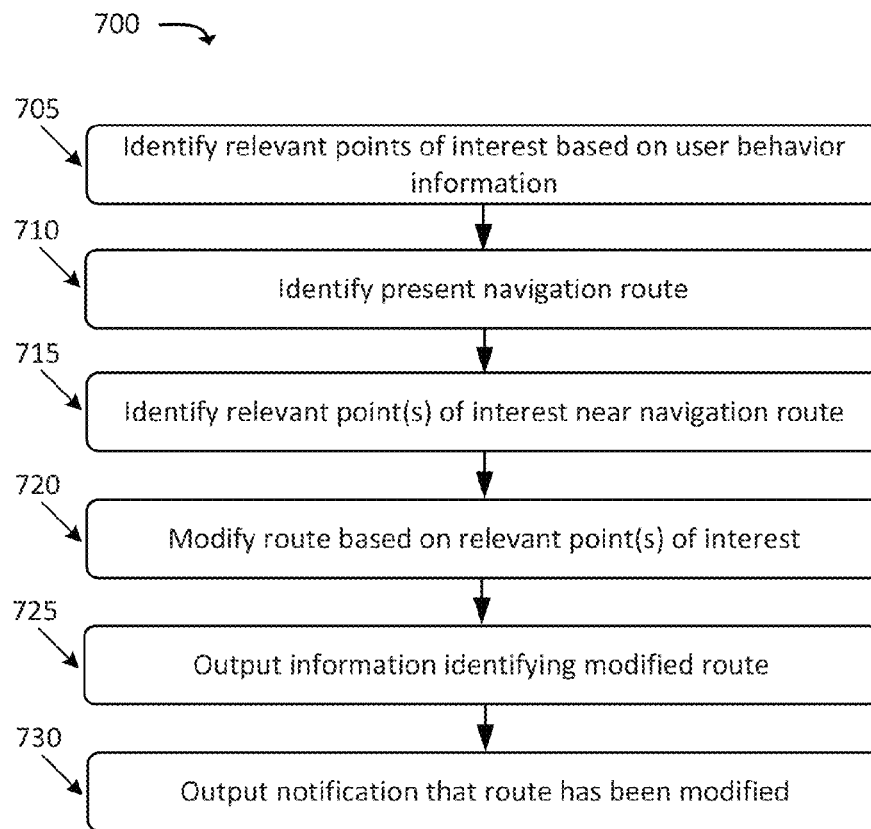 700
705
Identify relevant points of interest based on user behavior
information
710
Identify present navigation route
715
Identify relevant point(s) of interest near navigation route
720
Modify route based on relevant point(s) of interest
725
Output information identifying modified route
730
Output notification that route has been modified